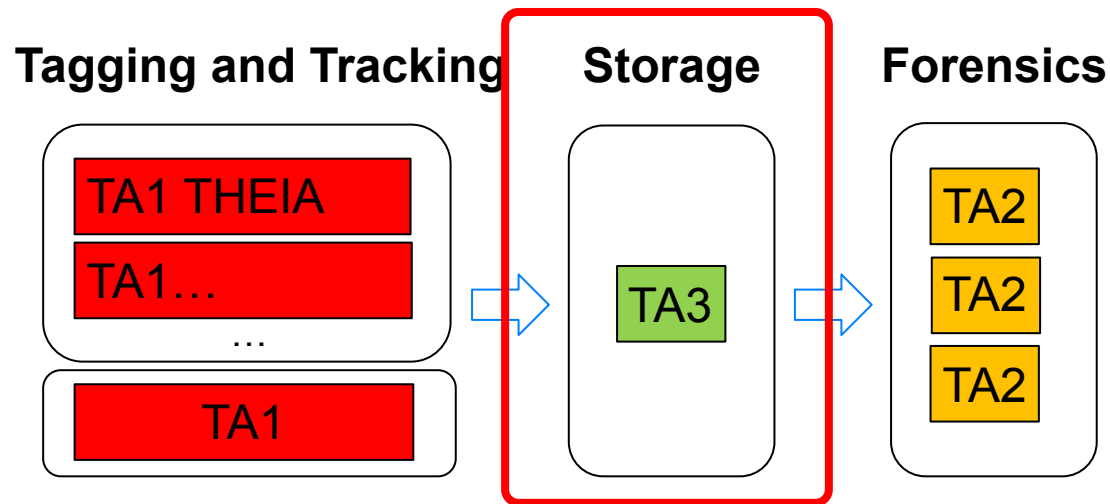 Tagging and Tracking
Storage
Forensics
TA1 THEIA
TA1…
…
TA1
TA3
TA2
TA2
TA2